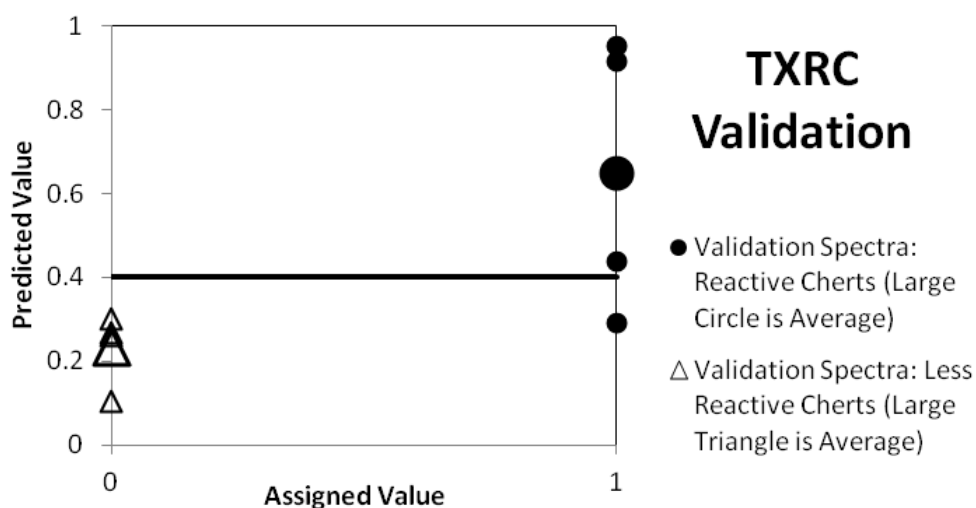 1
0.8
0.6
0.4
0.2
0
Predicted Value
0
1
Assigned Value
TXRC
Validation
Validation Spectra:
Reactive Cherts (Large
Circle is Average)
Validation Spectra: Less
Reactive Cherts (Large
Triangle is Average)